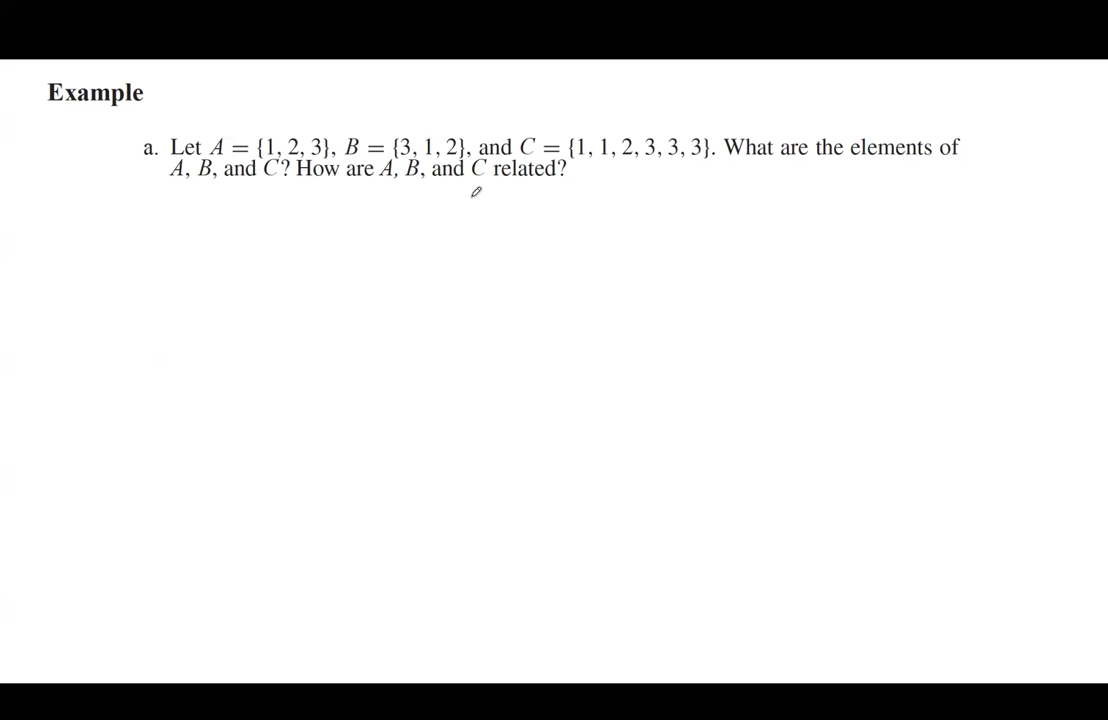 Example
a. Let A = {1, 2, 3}, B = {3, 1, 2}, and C = {1, 1, 2, 3, 3, 3}. What are the elements of
A, B, and C? How are A, B, and C related?